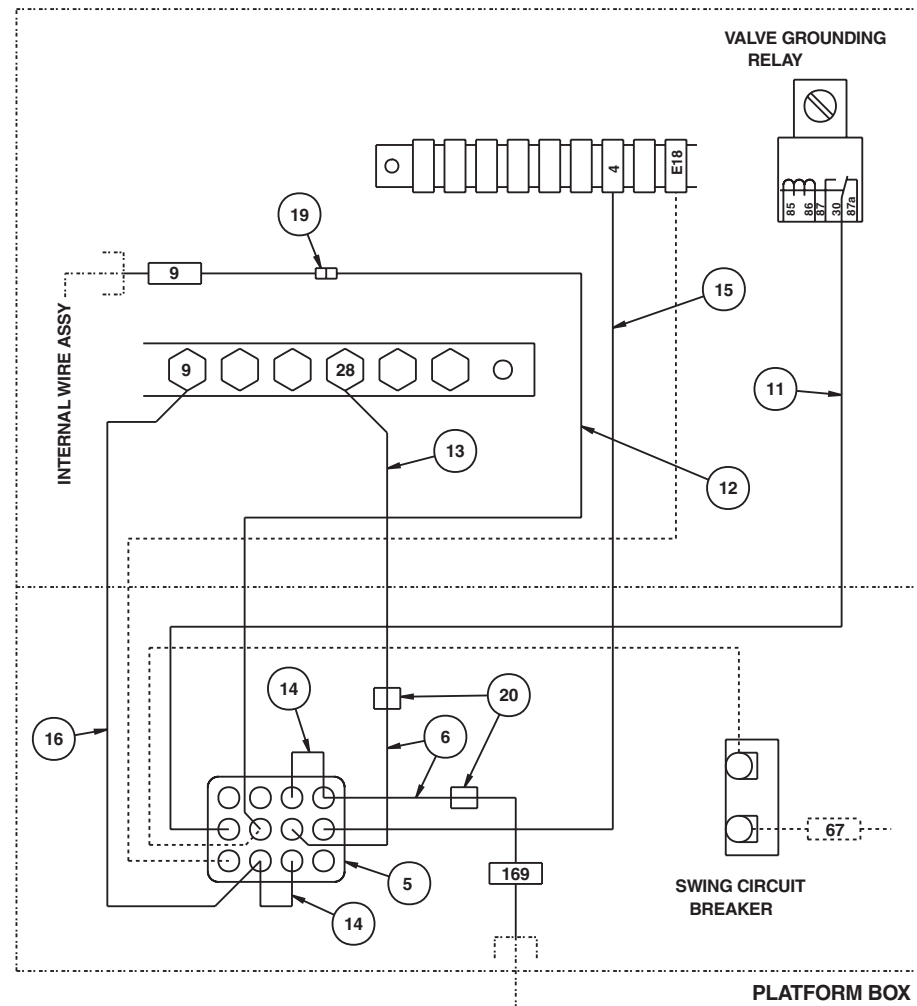 VALVE GROUNDING
RELAY
4
E18
85
86
87
30
87a
19
9
15
INTERNAL WIRE ASSY
9
28
11
13
12
14
20
16
6
67
169
5
SWING CIRCUIT
BREAKER
14
PLATFORM BOX